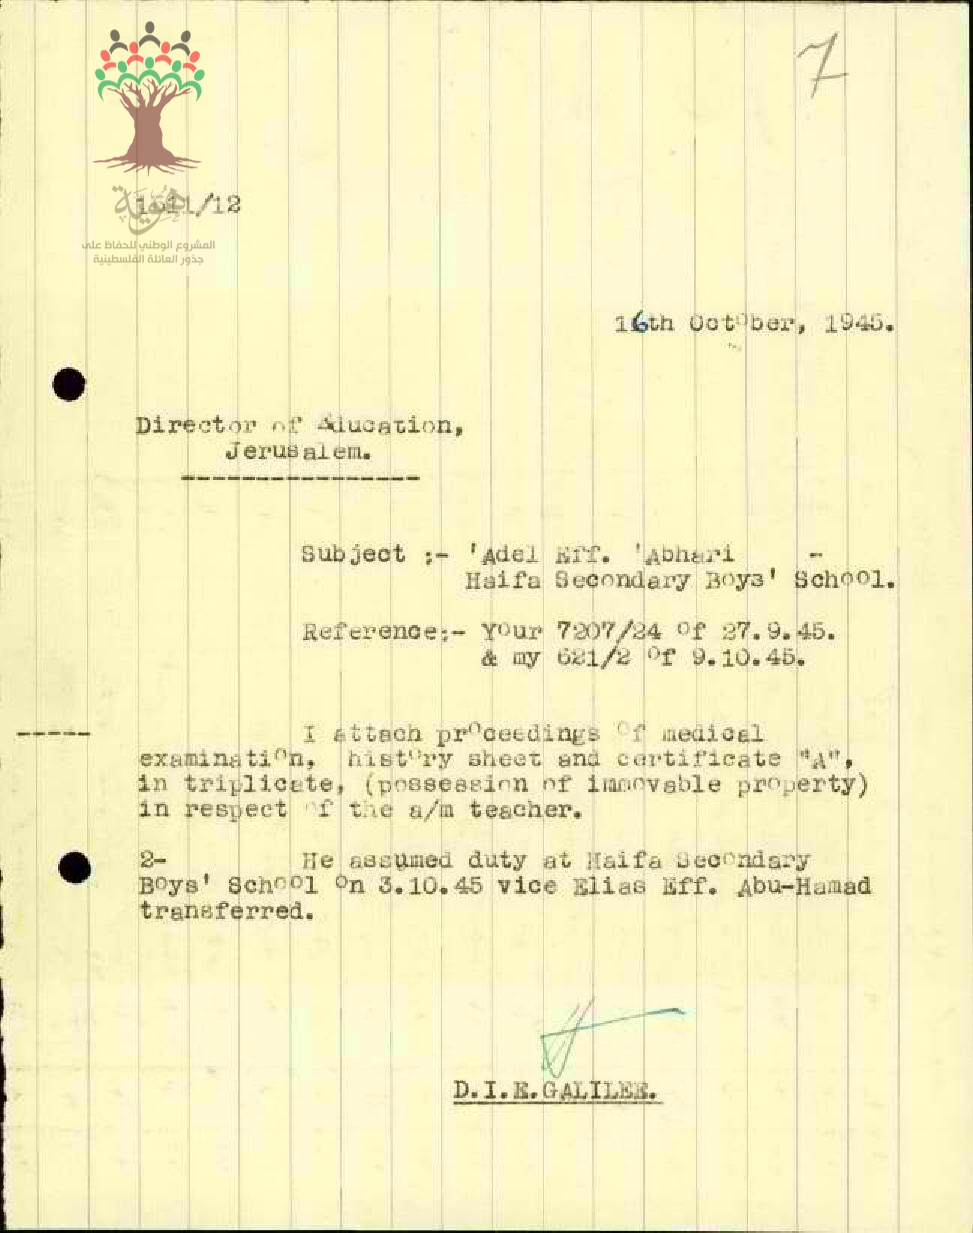 7
هُوِيَّة
/12
المشروع الوطني للحفاظ على
جذور العائلة الفلسطينية
16th October, 1945.
Director of Aducation,
Jerusalem.
----------------
Subject :- 'Adel Eff. 'Abhari -
Haifa Secondary Boys' School.
Reference:- Your 7207/24 of 27.9.45.
& my 621/2 of 9.10.45.
-----
I attach proceedings of medical
examination, history sheet and certificate "A",
in triplicate, (possession of immovable property)
in respect of the a/m teacher.
2- He assumed duty at Haifa Secondary
Boys' School on 3.10.45 vice Elias Eff. Abu-Hamad
transferred.
D.I.E.GALILEE.